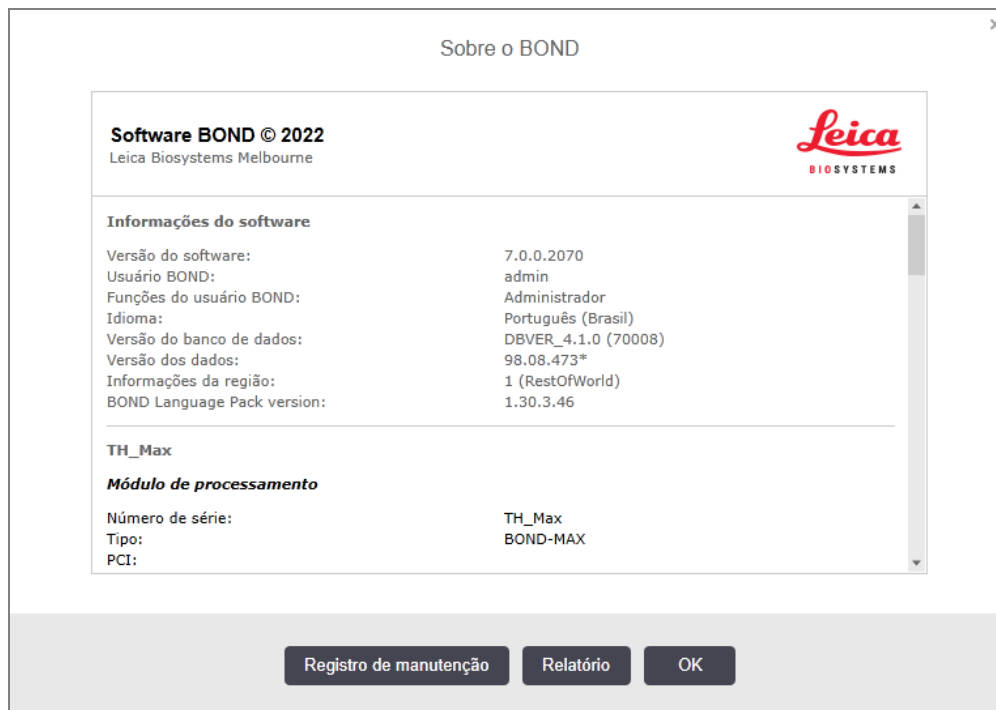 Sobre o BOND
Software BOND © 2022
Leica Biosystems Melbourne
Leica
BIOSYSTEMS
Informações do software
Versão do software: 7.0.0.2070
Usuário BOND: admin
Funções do usuário BOND: Administrador
Idioma: Português (Brasil)
Versão do banco de dados: DBVER_4.1.0 (70008)
Versão dos dados: 98.08.473*
Informações da região: 1 (RestOfWorld)
BOND Language Pack version: 1.30.3.46
TH_Max
Módulo de processamento
Número de série: TH_Max
Tipo: BOND-MAX
PCI:
Registro de manutenção Relatório OK